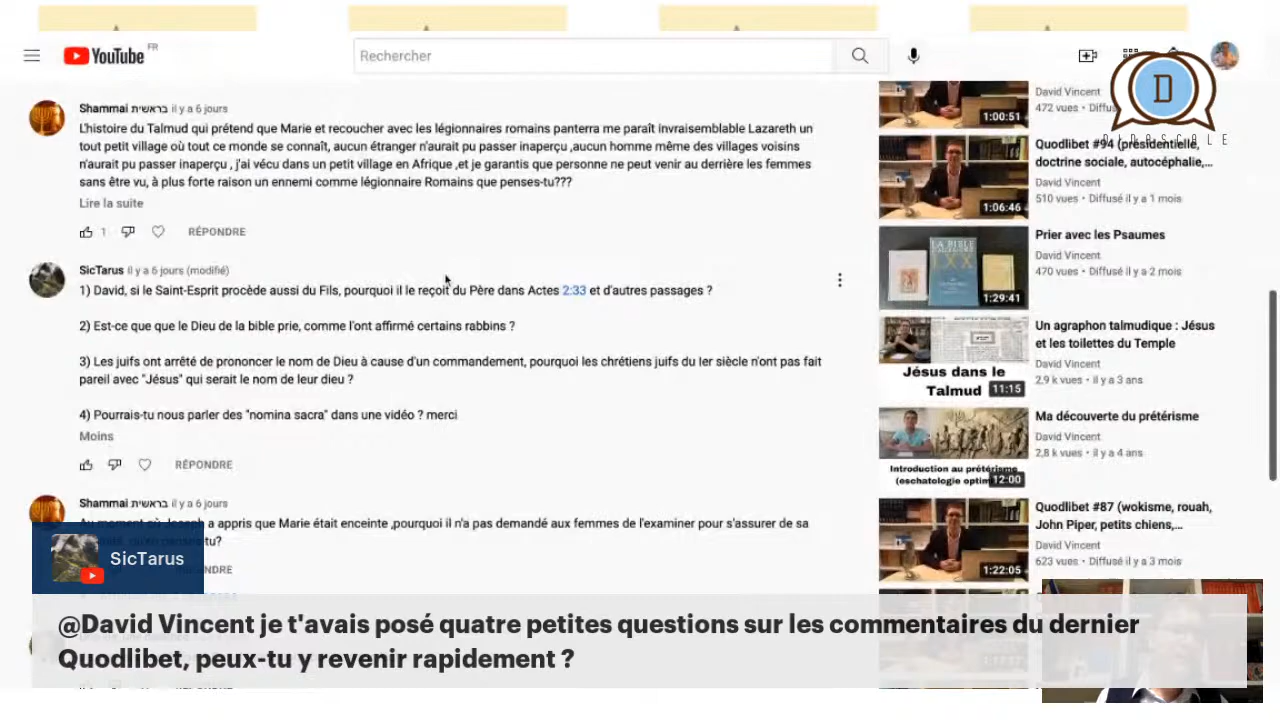 YouTube FR
Rechercher
Shammai בראשית il y a 6 jours
L'histoire du Talmud qui prétend que Marie et recoucher avec les légionnaires romains panterra me paraît invraisemblable Lazareth un
tout petit village où tout ce monde se connaît, aucun étranger n'aurait pu passer inaperçu ,aucun homme même des villages voisins
n'aurait pu passer inaperçu , j'ai vécu dans un petit village en Afrique ,et je garantis que personne ne peut venir au derrière les femmes
sans être vu, à plus forte raison un ennemi comme légionnaire Romains que penses-tu???
Lire la suite
1 RÉPONDRE
SicTarus il y a 6 jours (modifié)
1) David, si le Saint-Esprit procède aussi du Fils, pourquoi il le reçoit du Père dans Actes 2:33 et d'autres passages ?
2) Est-ce que que le Dieu de la bible prie, comme l'ont affirmé certains rabbins ?
3) Les juifs ont arrêté de prononcer le nom de Dieu à cause d'un commandement, pourquoi les chrétiens juifs du Ier siècle n'ont pas fait
pareil avec "Jésus" qui serait le nom de leur dieu ?
4) Pourrais-tu nous parler des "nomina sacra" dans une vidéo ? merci
Moins
RÉPONDRE
Shammai בראשית il y a 6 jours
a appris que Marie était enceinte ,pourquoi il n'a pas demandé aux femmes de l'examiner pour s'assurer de sa
tu?
SicTarus
@David Vincent je t'avais posé quatre petites questions sur les commentaires du dernier
Quodlibet, peux-tu y revenir rapidement ?
D
1:00:51
David Vincent
472 vues •
Quodlibet #94 (présidentielle,
doctrine sociale, autocéphalie,...
David Vincent
510 vues • Diffusé il y a 1 mois
1:06:46
Prier avec les Psaumes
David Vincent
470 vues • Diffusé il y a 2 mois
LA BIBLE
LXX
1:29:41
Un agraphon talmudique : Jésus
et les toilettes du Temple
David Vincent
2,9 k vues • il y a 3 ans
Jésus dans le
Talmud
11:15
Ma découverte du prétérisme
David Vincent
2,8 k vues • il y a 4 ans
Introduction au prétérisme
(eschatologie optim
12:00
Quodlibet #87 (wokisme, rouah,
John Piper, petits chiens,...
David Vincent
623 vues • Diffusé il y a 3 mois
1:22:05